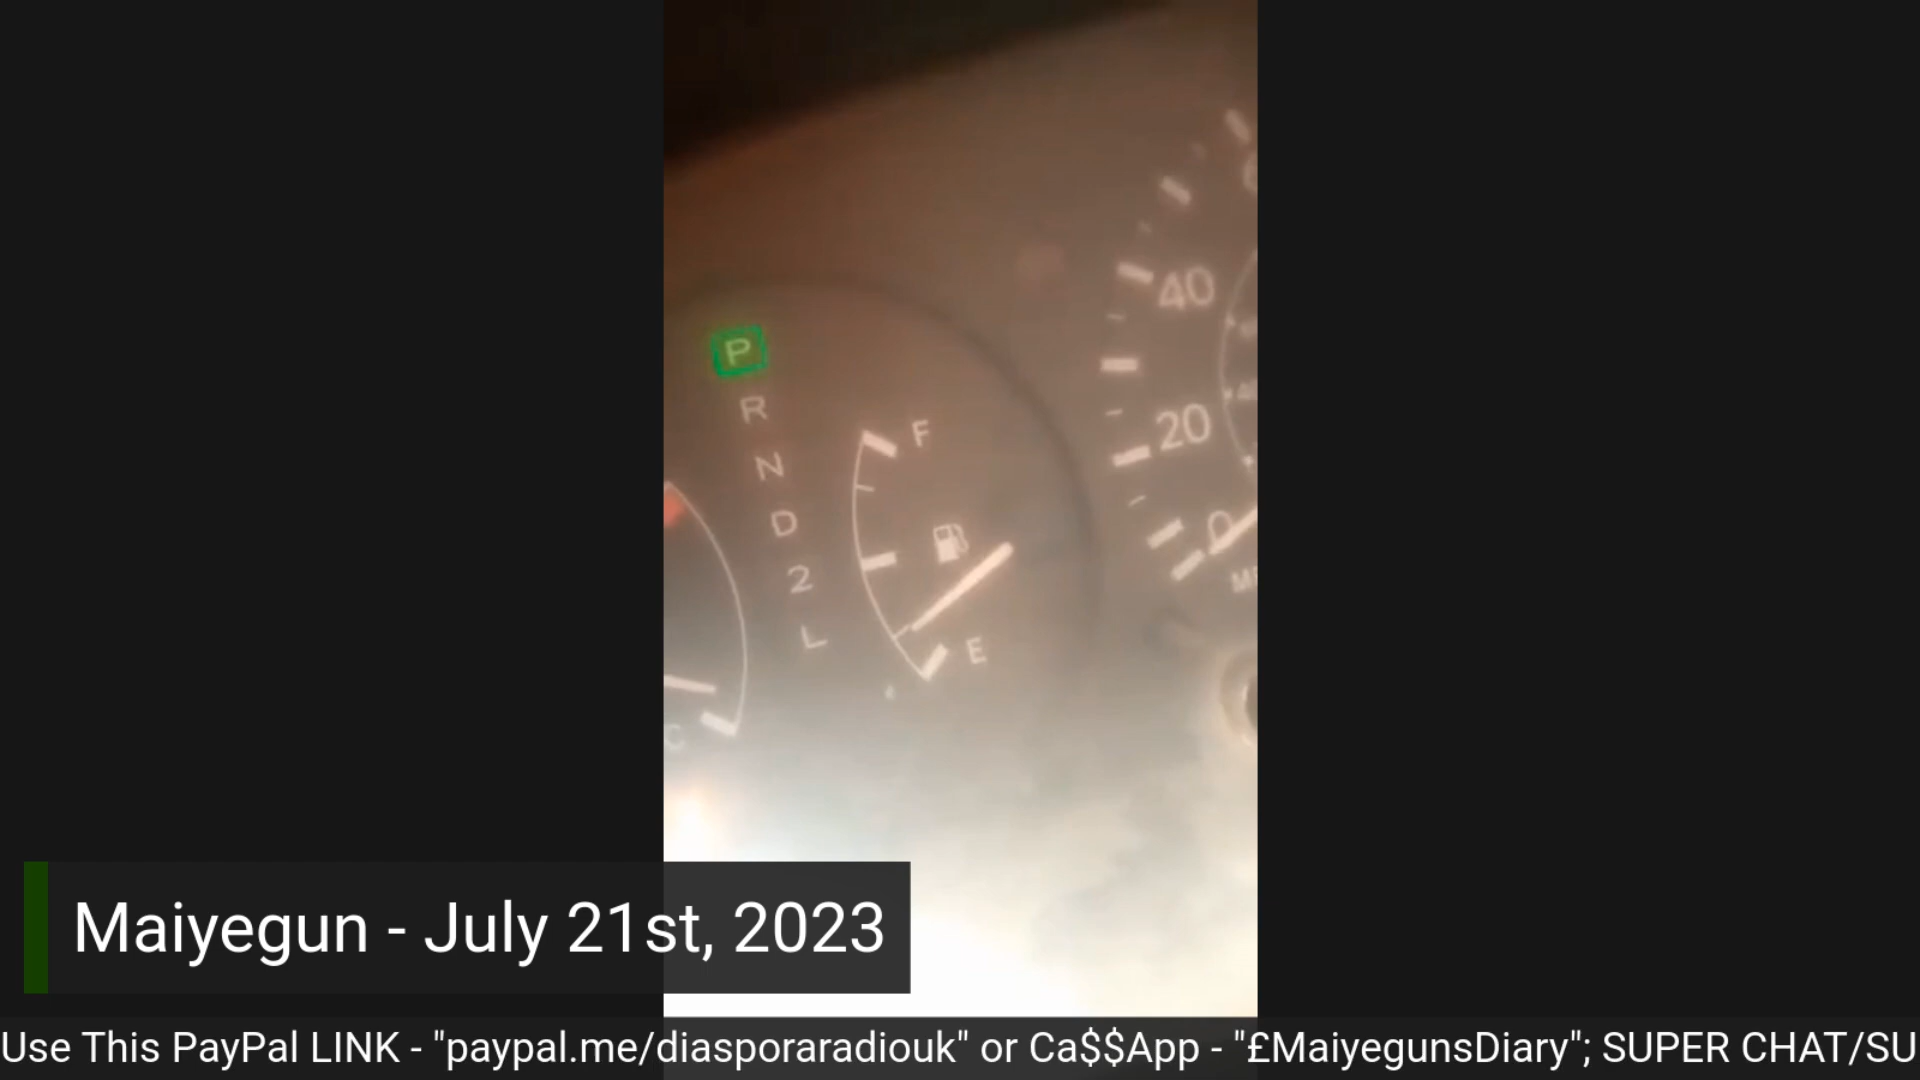 40
P
R
F
20
N
D
0
2
E
L
C
Maiyegun - July 21st, 2023
Use This PayPal LINK - "paypal.me/diasporaradiouk" or Ca$$App - "£MaiyegunsDiary"; SUPER CHAT/SU